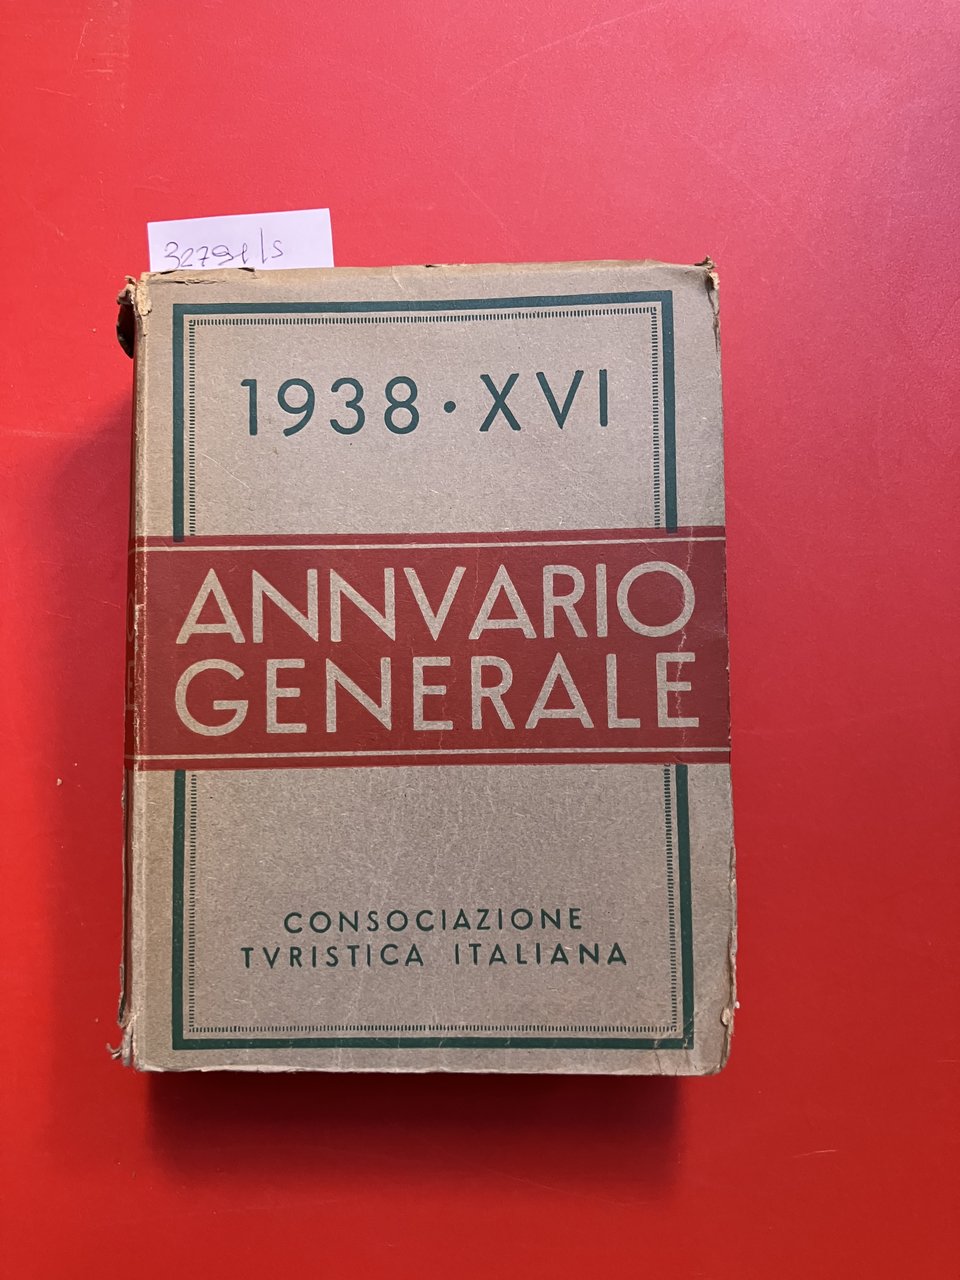 1938 • XVI
ANNVARIO
GENERALE
CONSOCIAZIONE
TVRISTICA ITALIANA